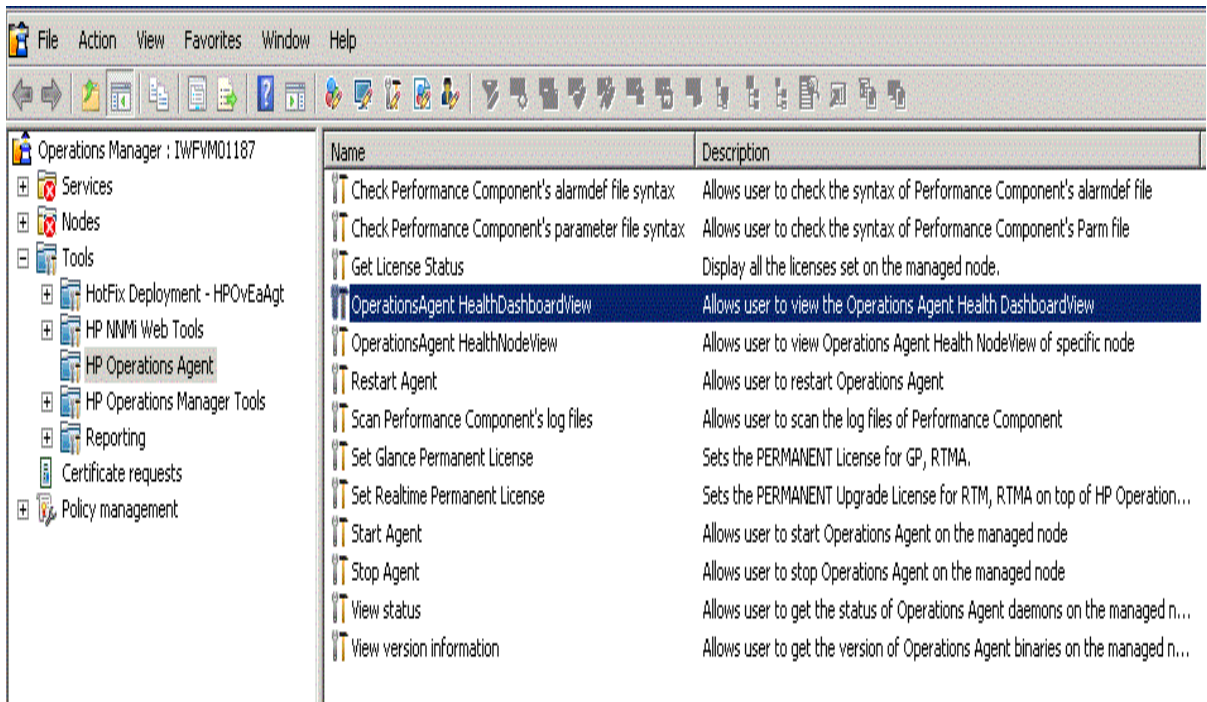 File Action View Favorites Window Help
Operations Manager : IWFVM01187
Services
Nodes
Tools
HotFix Deployment - HPOvEaAgt
HP NNMi Web Tools
HP Operations Agent
HP Operations Manager Tools
Reporting
Certificate requests
Policy management
Name Description
Check Performance Component's alarmdef file syntax Allows user to check the syntax of Performance Component's alarmdef file
Check Performance Component's parameter file syntax Allows user to check the syntax of Performance Component's Parm file
Get License Status Display all the licenses set on the managed node.
OperationsAgent HealthDashboardView Allows user to view the Operations Agent Health DashboardView
OperationsAgent HealthNodeView Allows user to view Operations Agent Health NodeView of specific node
Restart Agent Allows user to restart Operations Agent
Scan Performance Component's log files Allows user to scan the log files of Performance Component
Set Glance Permanent License Sets the PERMANENT License for GP, RTMA.
Set Realtime Permanent License Sets the PERMANENT Upgrade License for RTM, RTMA on top of HP Operation...
Start Agent Allows user to start Operations Agent on the managed node
Stop Agent Allows user to stop Operations Agent on the managed node
View status Allows user to get the status of Operations Agent daemons on the managed n...
View version information Allows user to get the version of Operations Agent binaries on the managed n...